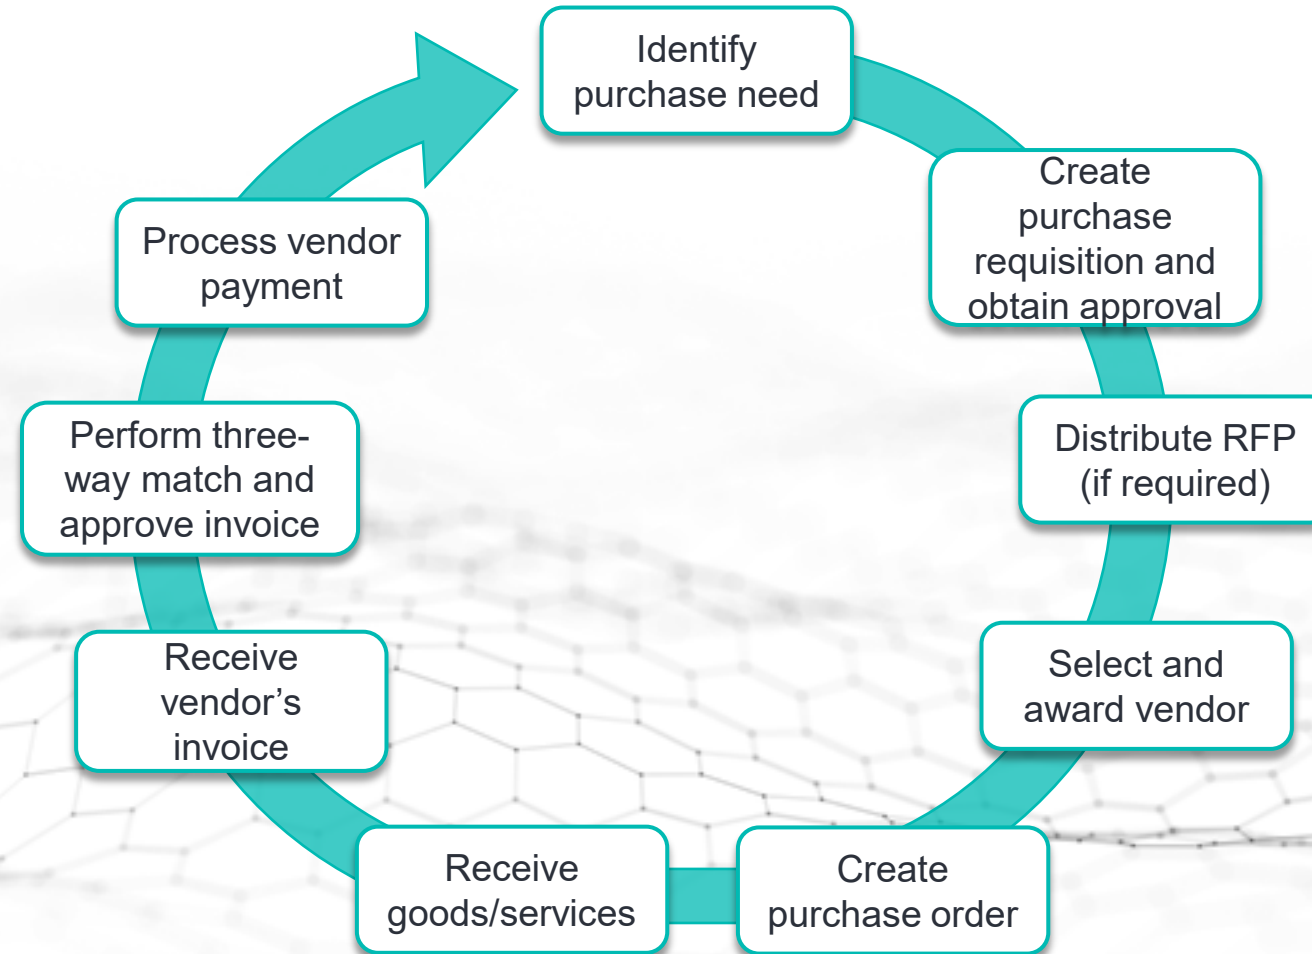 Identify
purchase need
Create
purchase
requisition and
obtain approval
Distribute RFP
(if required)
Select and
award vendor
Create
purchase order
Receive
goods/services
Receive
vendor’s
invoice
Perform three-
way match and
approve invoice
Process vendor
payment